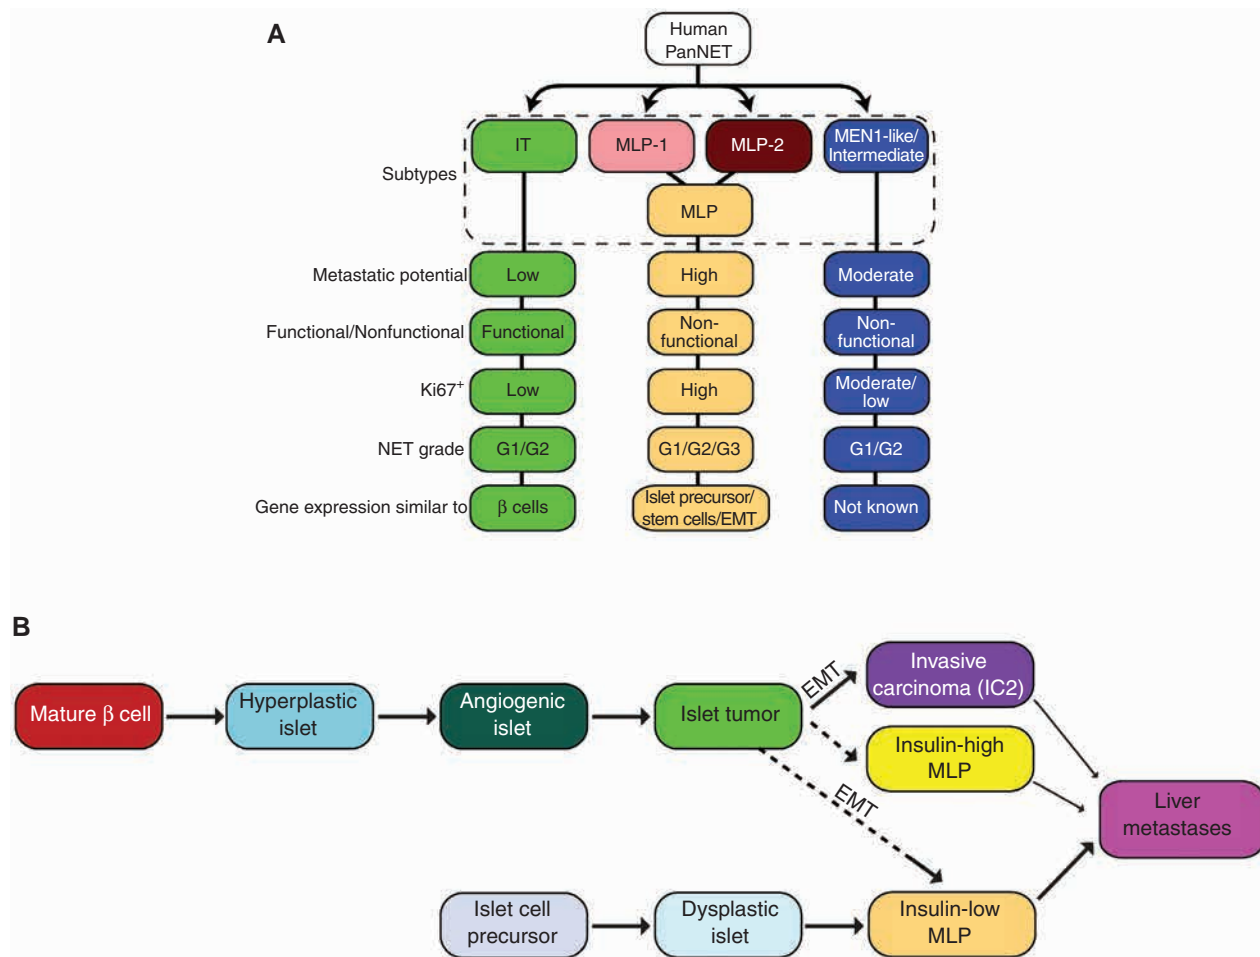 A
Human
PanNET
IT
MLP-1
MLP-2
MEN1-like/
Intermediate
Subtypes
MLP
Metastatic potential
Low
High
Moderate
Functional/Nonfunctional
Functional
Non-
functional
Non-
functional
Ki67+
Low
High
Moderate/
low
NET grade
G1/G2
G1/G2/G3
G1/G2
Gene expression similar to
β cells
Islet precursor/
stem cells/EMT
Not known
B
Mature β cell
Hyperplastic
islet
Angiogenic
islet
Islet tumor
EMT
Invasive
carcinoma (IC2)
Insulin-high
MLP
EMT
Liver
metastases
Islet cell
precursor
Dysplastic
islet
Insulin-low
MLP